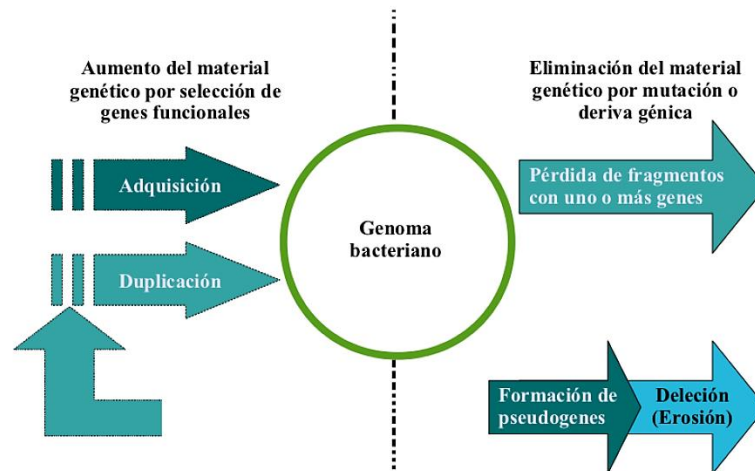 Aumento del material
genético por selección de
genes funcionales
Adquisición
Duplicación
Genoma
bacteriano
Eliminación del material
genético por mutación o
deriva génica
Pérdida de fragmentos
con uno o más genes
Formación de
pseudogenes
Deleción
(Erosión)